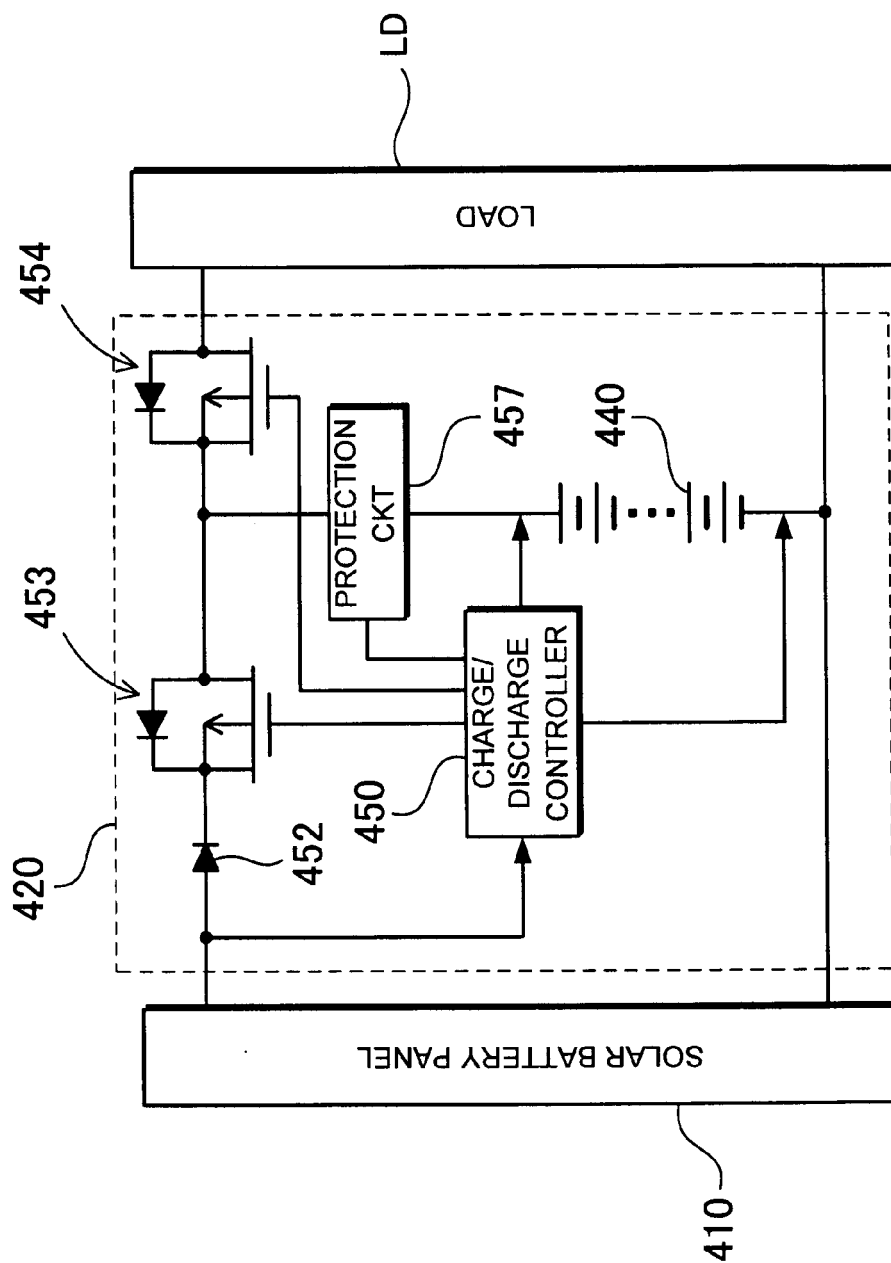 LD
LOAD
454
453
420
PROTECTION
CKT
457
440
450
452
CHARGE/
DISCHARGE
CONTROLLER
SOLAR BATTERY PANEL
410